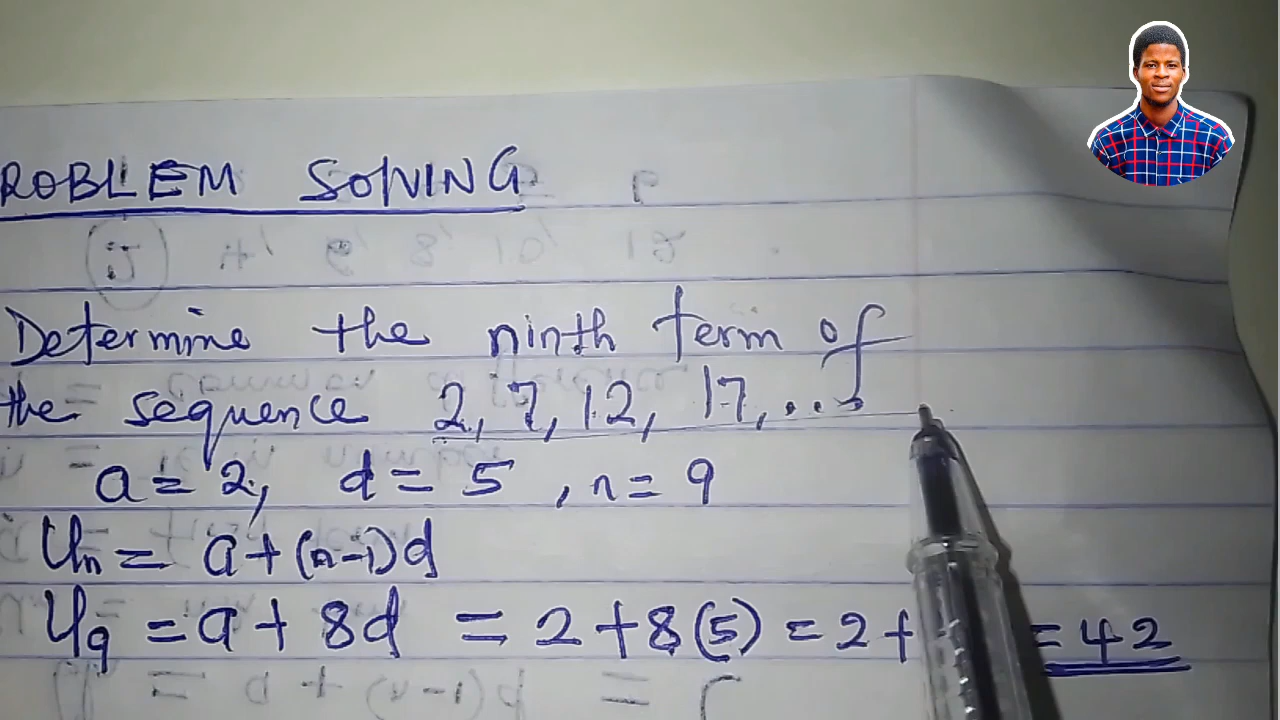 ROBLEM SOLVING
Determine the ninth term of
the sequence 2, 7, 12, 17, ...
a = 2, d = 5, n = 9
Un = a + (n-1)d
U9 = a + 8d = 2 + 8(5) = 2 + = 42